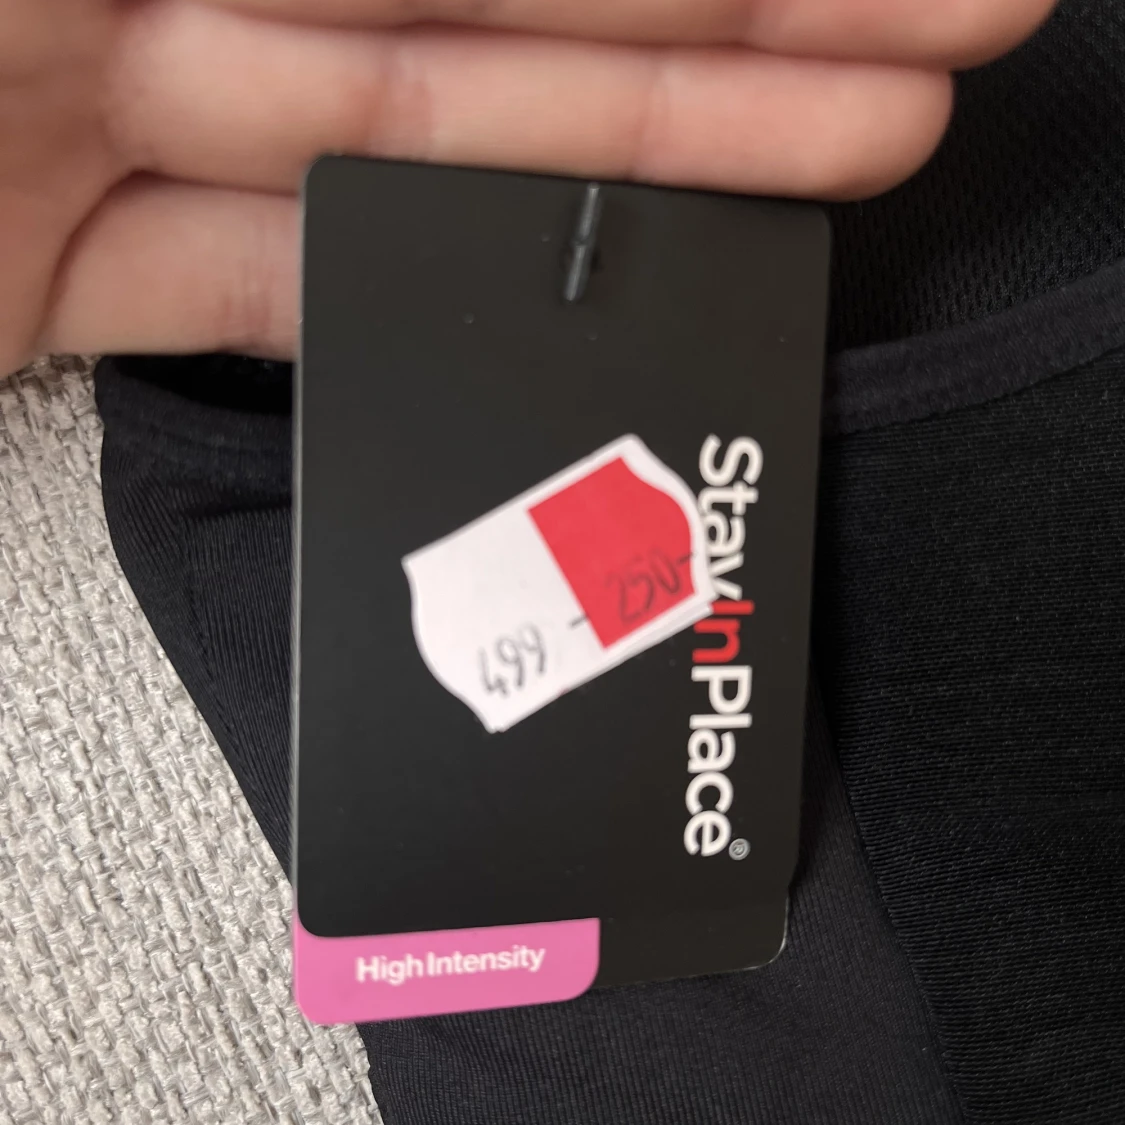 StayInPlace®
499 -
250-
High Intensity